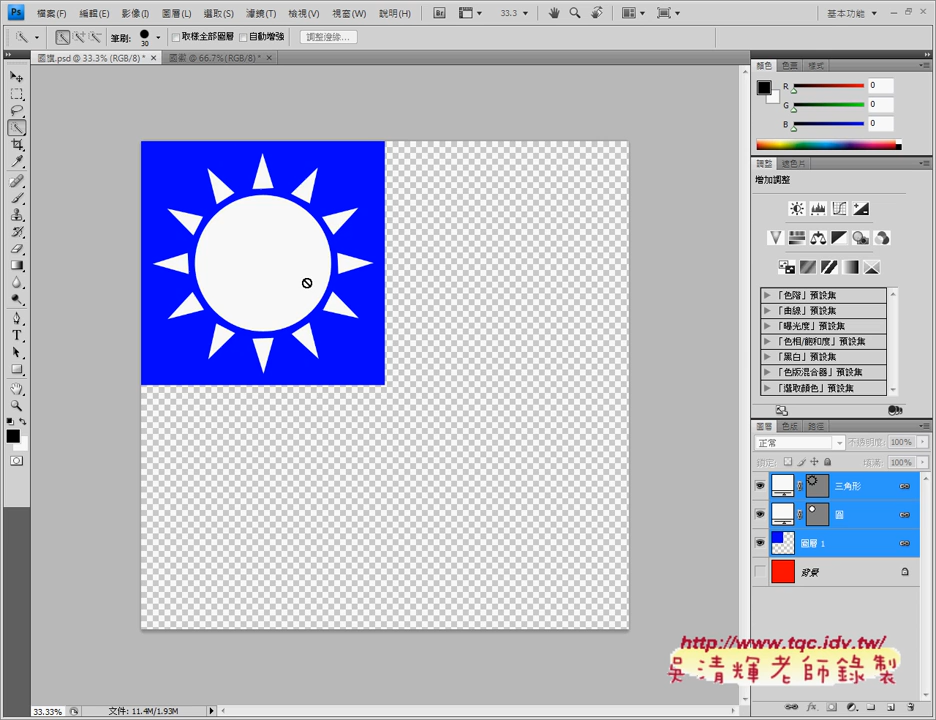 Ps 檔案(F) 編輯(E) 影像(I) 圖層(L) 選取(S) 濾鏡(T) 檢視(V) 視窗(W) 說明(H) Br 33.3 基本功能
筆刷: 30 取樣全部圖層 自動增強 調整邊緣...
國旗.psd @ 33.3% (RGB/8) * 國徽 @ 66.7% (RGB/8) *
顏色 色票 樣式
R 0
G 0
B 0
調整 遮色片
增加調整
「色階」預設集
「曲線」預設集
「曝光度」預設集
「色相/飽和度」預設集
「黑白」預設集
「色版混合器」預設集
「選取顏色」預設集
圖層 色版 路徑
正常 不透明度: 100%
鎖定: 填滿: 100%
三角形
圓
圖層 1
背景
http://www.tqc.idv.tw/
吳清輝老師錄製
33.33% 文件: 11.4M/1.93M